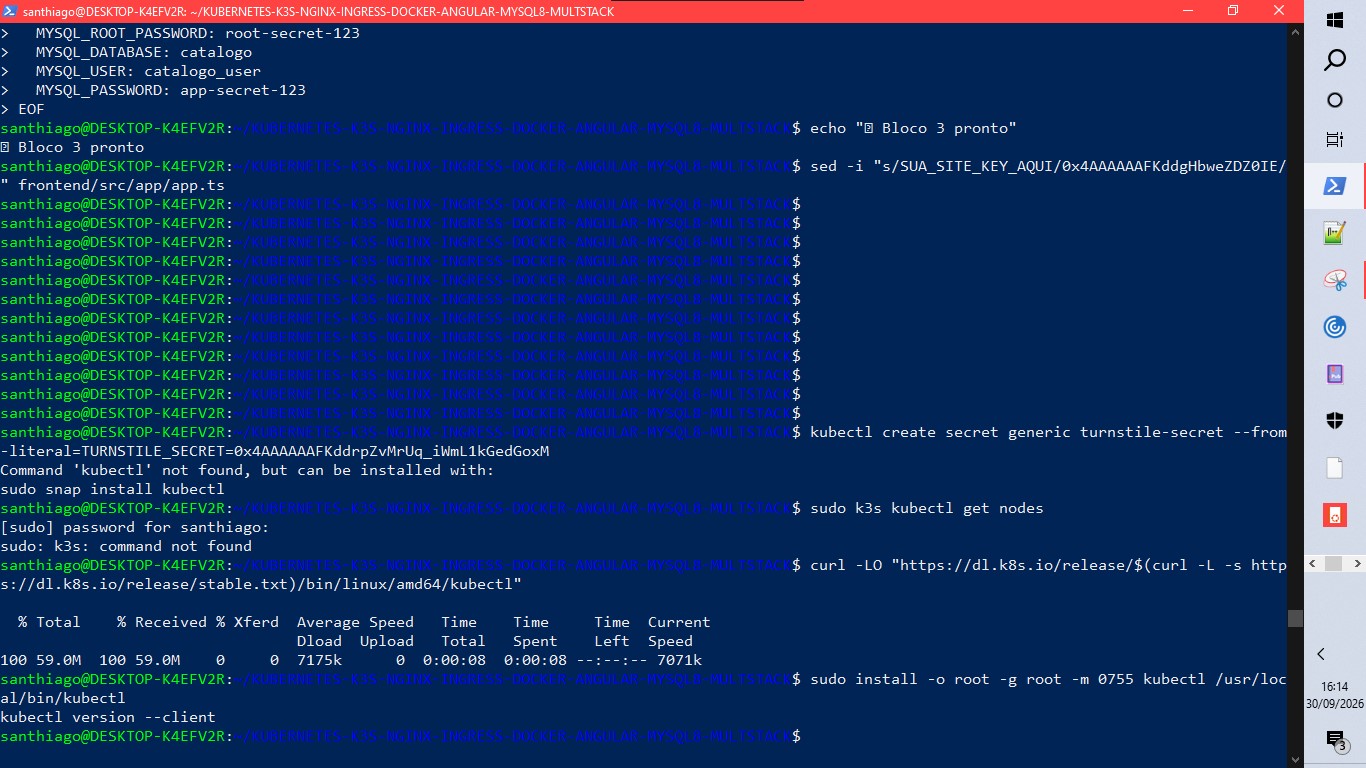 santhiago@DESKTOP-K4EFV2R: ~/KUBERNETES-K3S-NGINX-INGRESS-DOCKER-ANGULAR-MYSQL8-MULTSTACK
>   MYSQL_ROOT_PASSWORD: root-secret-123
>   MYSQL_DATABASE: catalogo
>   MYSQL_USER: catalogo_user
>   MYSQL_PASSWORD: app-secret-123
> EOF
santhiago@DESKTOP-K4EFV2R:~/KUBERNETES-K3S-NGINX-INGRESS-DOCKER-ANGULAR-MYSQL8-MULTSTACK$ echo "▯ Bloco 3 pronto"
▯ Bloco 3 pronto
santhiago@DESKTOP-K4EFV2R:~/KUBERNETES-K3S-NGINX-INGRESS-DOCKER-ANGULAR-MYSQL8-MULTSTACK$ sed -i "s/SUA_SITE_KEY_AQUI/0x4AAAAAAFKddgHbweZDZ0IE/
" frontend/src/app/app.ts
santhiago@DESKTOP-K4EFV2R:~/KUBERNETES-K3S-NGINX-INGRESS-DOCKER-ANGULAR-MYSQL8-MULTSTACK$
santhiago@DESKTOP-K4EFV2R:~/KUBERNETES-K3S-NGINX-INGRESS-DOCKER-ANGULAR-MYSQL8-MULTSTACK$
santhiago@DESKTOP-K4EFV2R:~/KUBERNETES-K3S-NGINX-INGRESS-DOCKER-ANGULAR-MYSQL8-MULTSTACK$
santhiago@DESKTOP-K4EFV2R:~/KUBERNETES-K3S-NGINX-INGRESS-DOCKER-ANGULAR-MYSQL8-MULTSTACK$
santhiago@DESKTOP-K4EFV2R:~/KUBERNETES-K3S-NGINX-INGRESS-DOCKER-ANGULAR-MYSQL8-MULTSTACK$
santhiago@DESKTOP-K4EFV2R:~/KUBERNETES-K3S-NGINX-INGRESS-DOCKER-ANGULAR-MYSQL8-MULTSTACK$
santhiago@DESKTOP-K4EFV2R:~/KUBERNETES-K3S-NGINX-INGRESS-DOCKER-ANGULAR-MYSQL8-MULTSTACK$
santhiago@DESKTOP-K4EFV2R:~/KUBERNETES-K3S-NGINX-INGRESS-DOCKER-ANGULAR-MYSQL8-MULTSTACK$
santhiago@DESKTOP-K4EFV2R:~/KUBERNETES-K3S-NGINX-INGRESS-DOCKER-ANGULAR-MYSQL8-MULTSTACK$
santhiago@DESKTOP-K4EFV2R:~/KUBERNETES-K3S-NGINX-INGRESS-DOCKER-ANGULAR-MYSQL8-MULTSTACK$
santhiago@DESKTOP-K4EFV2R:~/KUBERNETES-K3S-NGINX-INGRESS-DOCKER-ANGULAR-MYSQL8-MULTSTACK$
santhiago@DESKTOP-K4EFV2R:~/KUBERNETES-K3S-NGINX-INGRESS-DOCKER-ANGULAR-MYSQL8-MULTSTACK$
santhiago@DESKTOP-K4EFV2R:~/KUBERNETES-K3S-NGINX-INGRESS-DOCKER-ANGULAR-MYSQL8-MULTSTACK$ kubectl create secret generic turnstile-secret --from
-literal=TURNSTILE_SECRET=0x4AAAAAAFKddrpZvMrUq_iWmL1kGedGoxM
Command 'kubectl' not found, but can be installed with:
sudo snap install kubectl
santhiago@DESKTOP-K4EFV2R:~/KUBERNETES-K3S-NGINX-INGRESS-DOCKER-ANGULAR-MYSQL8-MULTSTACK$ sudo k3s kubectl get nodes
[sudo] password for santhiago:
sudo: k3s: command not found
santhiago@DESKTOP-K4EFV2R:~/KUBERNETES-K3S-NGINX-INGRESS-DOCKER-ANGULAR-MYSQL8-MULTSTACK$ curl -LO "https://dl.k8s.io/release/$(curl -L -s http
s://dl.k8s.io/release/stable.txt)/bin/linux/amd64/kubectl"
  % Total    % Received % Xferd  Average Speed   Time    Time     Time  Current
                                 Dload  Upload   Total   Spent    Left  Speed
100 59.0M  100 59.0M    0     0  7175k      0  0:00:08  0:00:08 --:--:-- 7071k
santhiago@DESKTOP-K4EFV2R:~/KUBERNETES-K3S-NGINX-INGRESS-DOCKER-ANGULAR-MYSQL8-MULTSTACK$ sudo install -o root -g root -m 0755 kubectl /usr/loc
al/bin/kubectl
kubectl version --client
santhiago@DESKTOP-K4EFV2R:~/KUBERNETES-K3S-NGINX-INGRESS-DOCKER-ANGULAR-MYSQL8-MULTSTACK$
16:14
30/09/2026
3